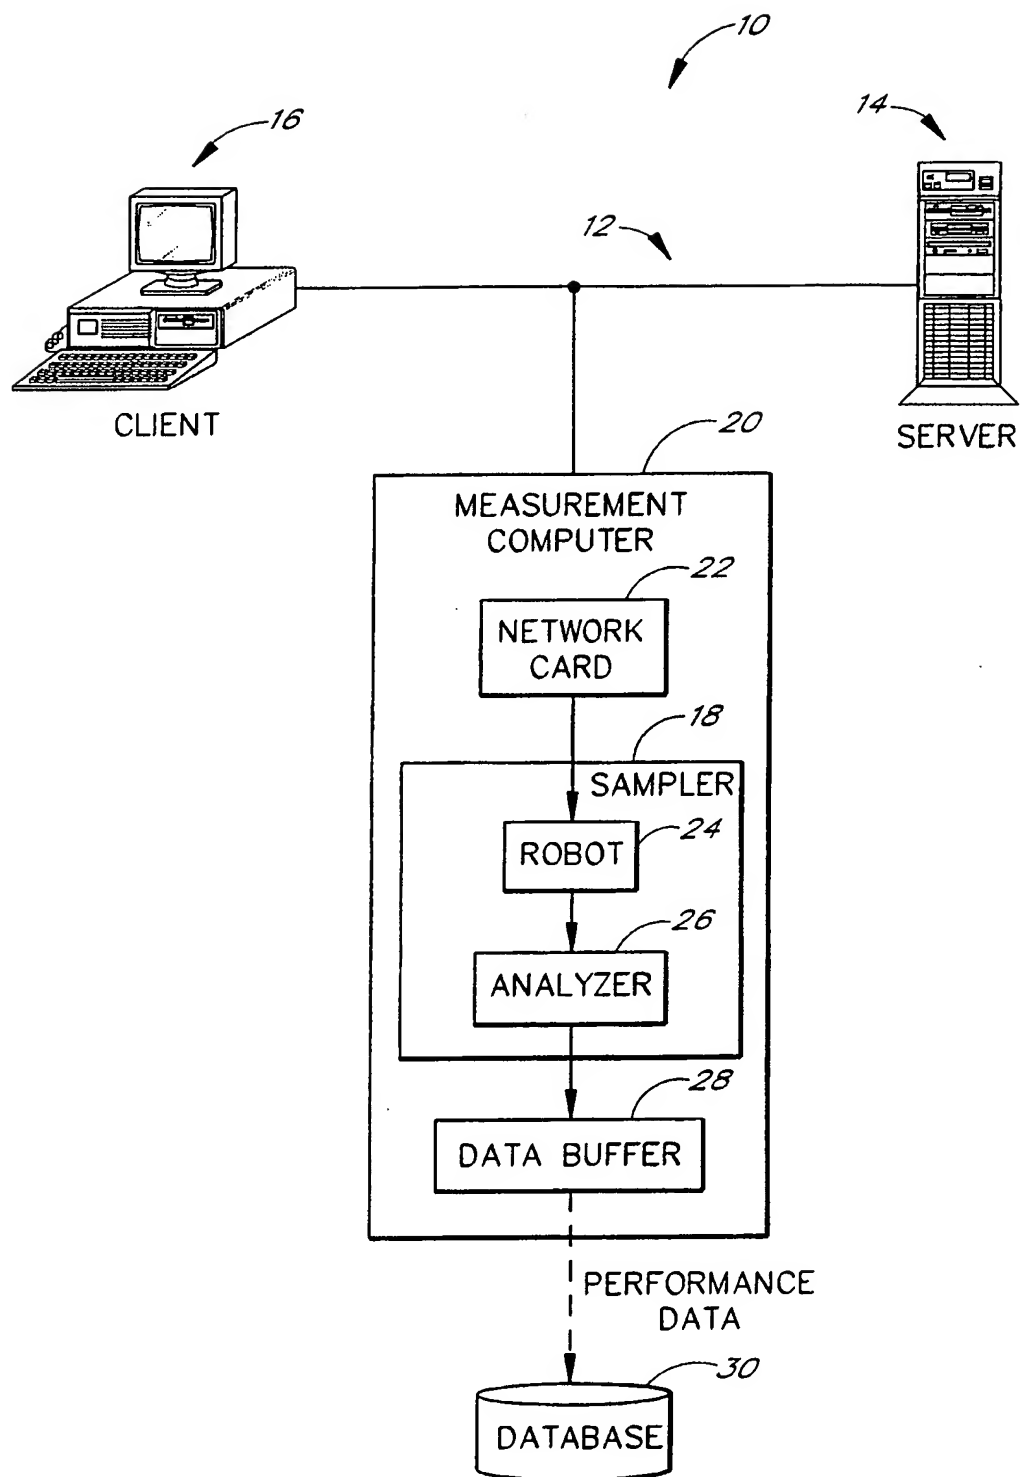 10
16
14
12
CLIENT
SERVER
20
MEASUREMENT
COMPUTER
22
NETWORK
CARD
18
SAMPLER
24
ROBOT
26
ANALYZER
28
DATA BUFFER
PERFORMANCE
DATA
30
DATABASE